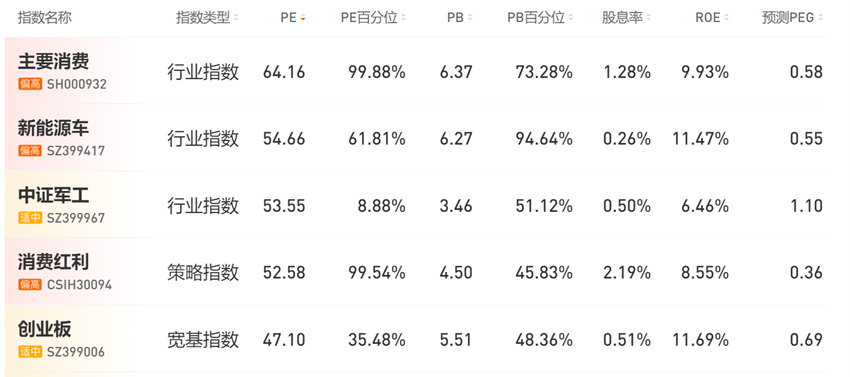 指数名称 指数类型 PE PE百分位 PB PB百分位 股息率 ROE 预测PEG
主要消费
偏高 SH000932 行业指数 64.16 99.88% 6.37 73.28% 1.28% 9.93% 0.58
新能源车
偏高 SZ399417 行业指数 54.66 61.81% 6.27 94.64% 0.26% 11.47% 0.55
中证军工
适中 SZ399967 行业指数 53.55 8.88% 3.46 51.12% 0.50% 6.46% 1.10
消费红利
偏高 CSIH30094 策略指数 52.58 99.54% 4.50 45.83% 2.19% 8.55% 0.36
创业板
适中 SZ399006 宽基指数 47.10 35.48% 5.51 48.36% 0.51% 11.69% 0.69